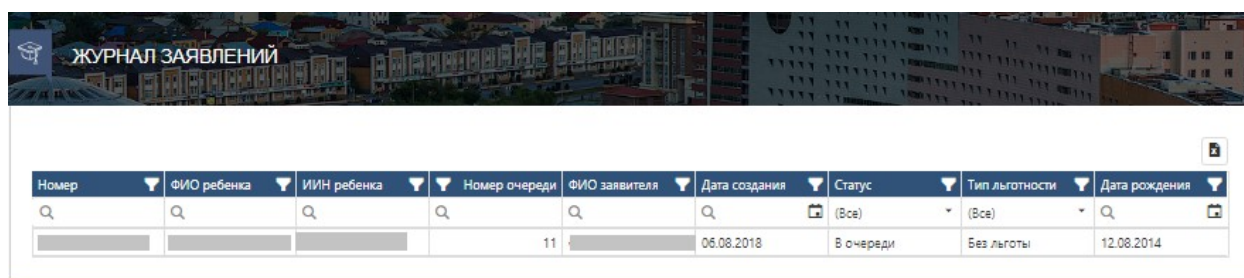 ЖУРНАЛ ЗАЯВЛЕНИЙ
Номер ФИО ребенка ИИН ребенка Номер очереди ФИО заявителя Дата создания Статус Тип льготности Дата рождения
(Все) (Все)
11 06.08.2018 В очереди Без льготы 12.08.2014